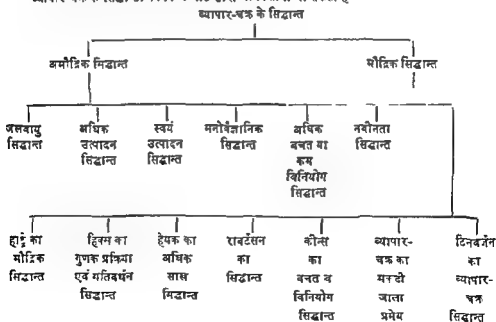 व्यापार-चक्र के सिद्धान्त
अमौद्रिक सिद्धान्त
मौद्रिक सिद्धान्त
जलवायु
सिद्धान्त
अधिक
उत्पादन
सिद्धान्त
स्वयं
उत्पादन
सिद्धान्त
मनोवैज्ञानिक
सिद्धान्त
अधिक
बचत या
कम
विनियोग
सिद्धान्त
नवीनता
सिद्धान्त
हाट्रे का
मौद्रिक
सिद्धान्त
हिक्स का
गुणक प्रक्रिया
एवं गतिवर्धन
सिद्धान्त
हेयक का
अधिक
साख
सिद्धान्त
राबर्टसन
का
सिद्धान्त
कीन्स
का
बचत व
विनियोग
सिद्धान्त
व्यापार-
चक्र का
मकड़ी
जाला
प्रमेय
टिनबर्जन
का
व्यापार-
चक्र
सिद्धान्त